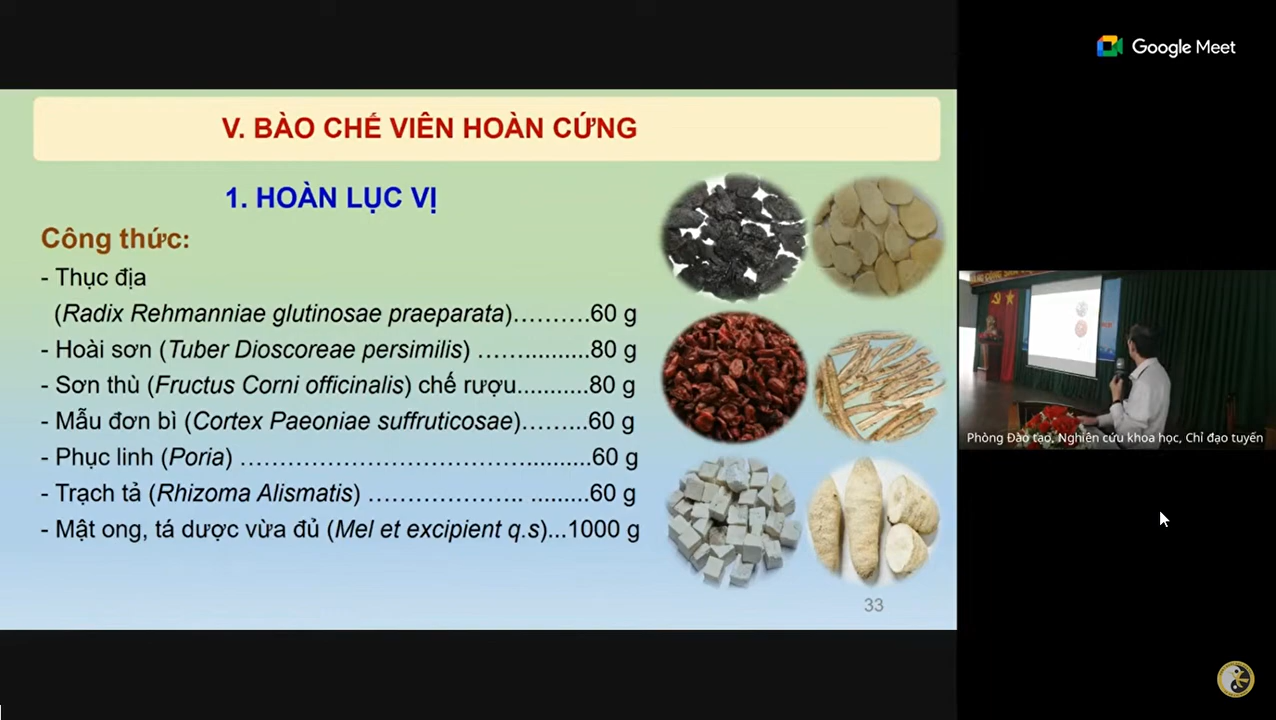 Google Meet
V. BÀO CHẾ VIÊN HOÀN CỨNG
1. HOÀN LỤC VỊ
Công thức:
- Thục địa
(Radix Rehmanniae glutinosae praeparata)……….60 g
- Hoài sơn (Tuber Dioscoreae persimilis) ……..........80 g
- Sơn thù (Fructus Corni officinalis) chế rượu..........80 g
- Mẫu đơn bì (Cortex Paeoniae suffruticosae)……...60 g
- Phục linh (Poria) ………………………………..........60 g
- Trạch tả (Rhizoma Alismatis) ……………….. .........60 g
- Mật ong, tá dược vừa đủ (Mel et excipient q.s)...1000 g
33
Phòng Đào tạo, Nghiên cứu khoa học, Chỉ đạo tuyến